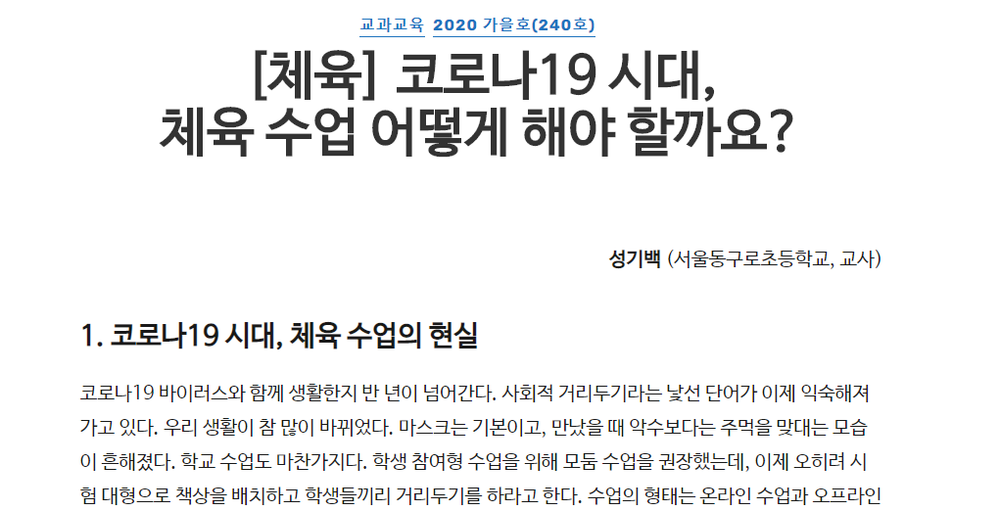 교과교육 2020 가을호(240호)
[체육] 코로나19 시대,
체육 수업 어떻게 해야 할까요?
성기백 (서울동구로초등학교, 교사)
1. 코로나19 시대, 체육 수업의 현실
코로나19 바이러스와 함께 생활한지 반 년이 넘어간다. 사회적 거리두기라는 낯선 단어가 이제 익숙해져
가고 있다. 우리 생활이 참 많이 바뀌었다. 마스크는 기본이고, 만났을 때 악수보다는 주먹을 맞대는 모습
이 흔해졌다. 학교 수업도 마찬가지다. 학생 참여형 수업을 위해 모둠 수업을 권장했는데, 이제 오히려 시
험 대형으로 책상을 배치하고 학생들끼리 거리두기를 하라고 한다. 수업의 형태는 온라인 수업과 오프라인